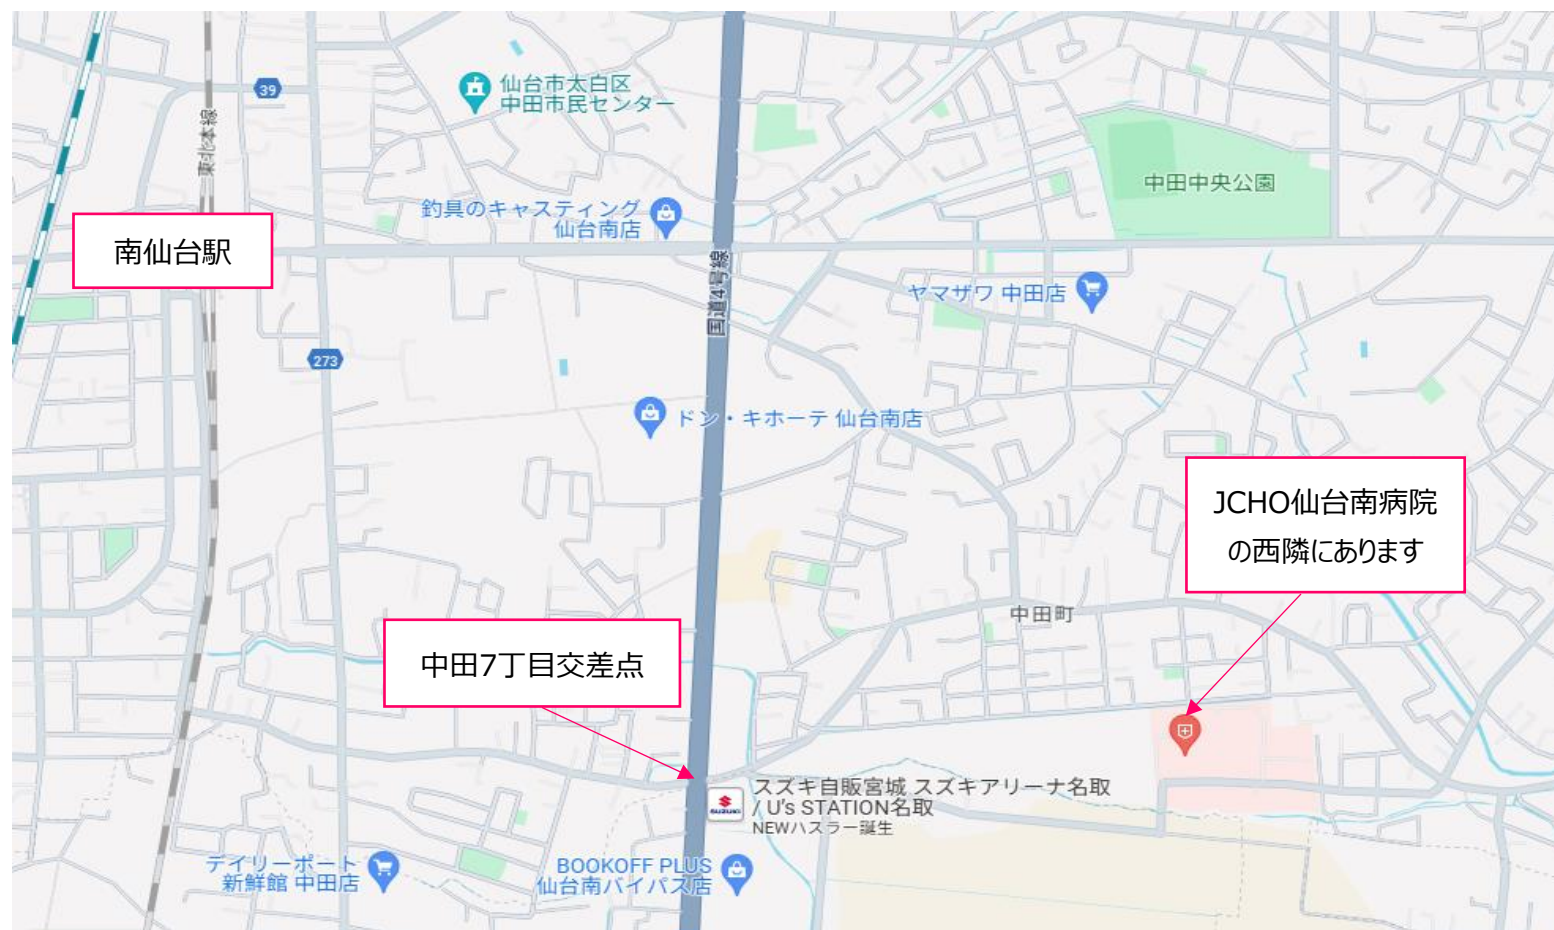 39
仙台市太白区
中田市民センター
東北本線
中田中央公園
釣具のキャスティング
仙台南店
南仙台駅
国道4号線
ヤマザワ 中田店
273
ドン・キホーテ 仙台南店
JCHO仙台南病院
の西隣にあります
中田町
中田7丁目交差点
スズキ自販宮城 スズキアリーナ名取
/ U's STATION名取
NEWハスラー誕生
SUZUKI
デイリーポート
新鮮館 中田店
BOOKOFF PLUS
仙台南バイパス店